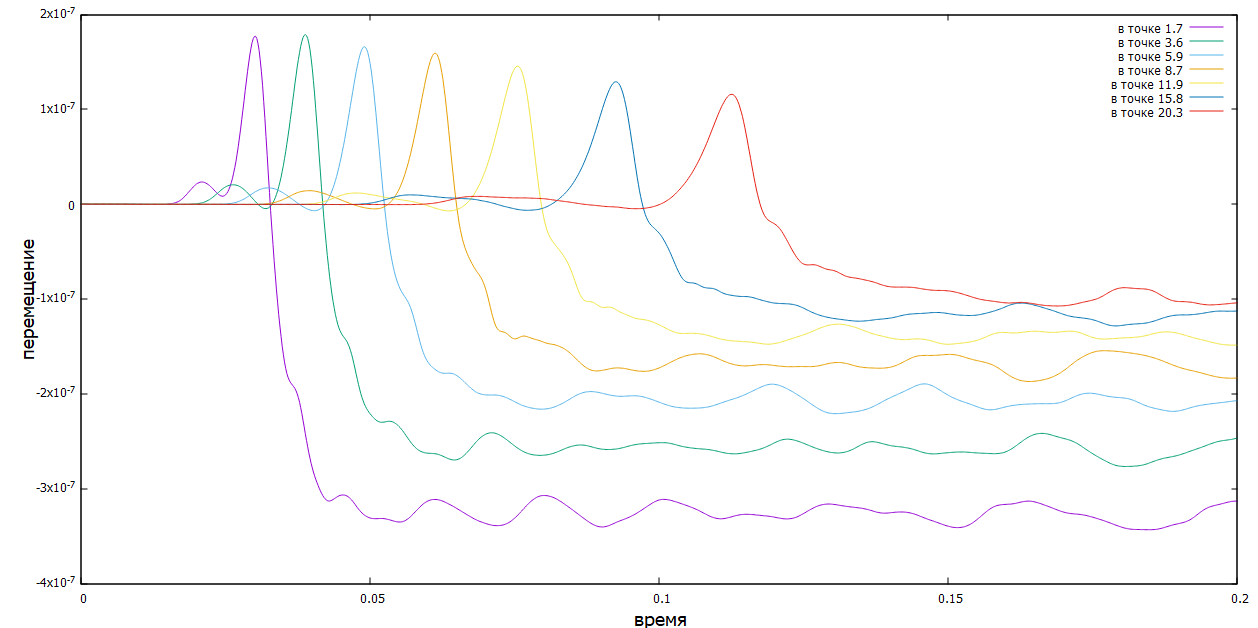 2x10-7
1x10-7
0
-1x10-7
-2x10-7
-3x10-7
-4x10-7
перемещение
0
0.05
0.1
0.15
0.2
время
в точке 1.7
в точке 3.6
в точке 5.9
в точке 8.7
в точке 11.9
в точке 15.8
в точке 20.3